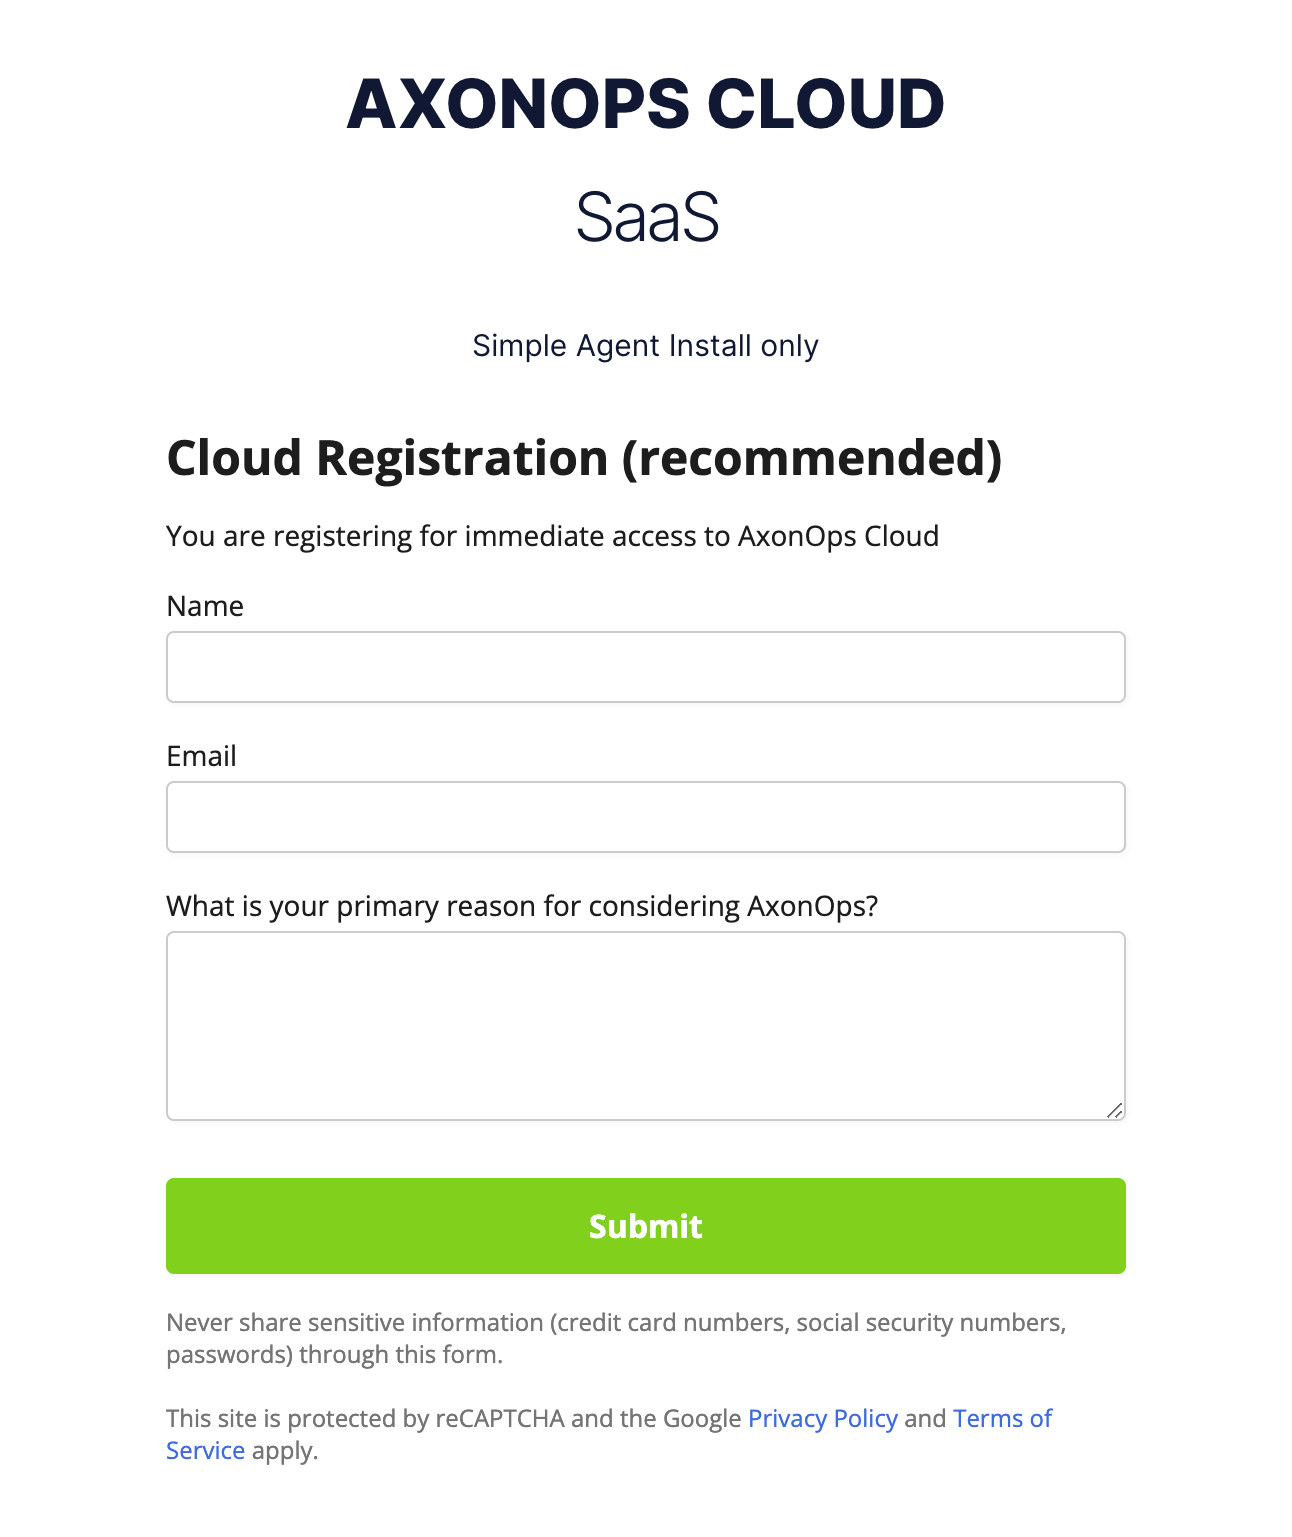 AXONOPS CLOUD
SaaS
Simple Agent Install only
Cloud Registration (recommended)
You are registering for immediate access to AxonOps Cloud
Name
Email
What is your primary reason for considering AxonOps?
Submit
Never share sensitive information (credit card numbers, social security numbers,
passwords) through this form.
This site is protected by reCAPTCHA and the Google Privacy Policy and Terms of
Service apply.